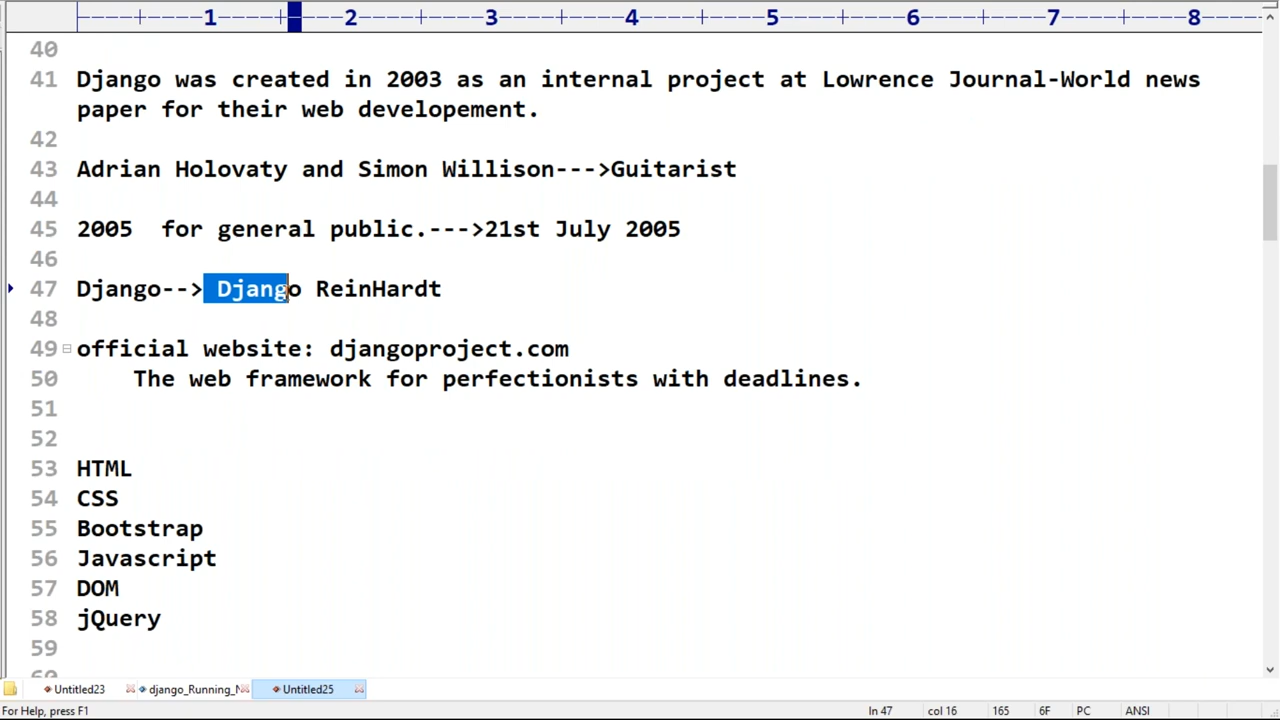 1 2 3 4 5 6 7 8
40
41 Django was created in 2003 as an internal project at Lowrence Journal-World news
paper for their web developement.
42
43 Adrian Holovaty and Simon Willison--->Guitarist
44
45 2005  for general public.--->21st July 2005
46
47 Django--> Django ReinHardt
48
49 official website: djangoproject.com
50 The web framework for perfectionists with deadlines.
51
52
53 HTML
54 CSS
55 Bootstrap
56 Javascript
57 DOM
58 jQuery
59
Untitled23 django_Running_ Untitled25
For Help, press F1 ln 47 col 16 165 6F PC ANSI